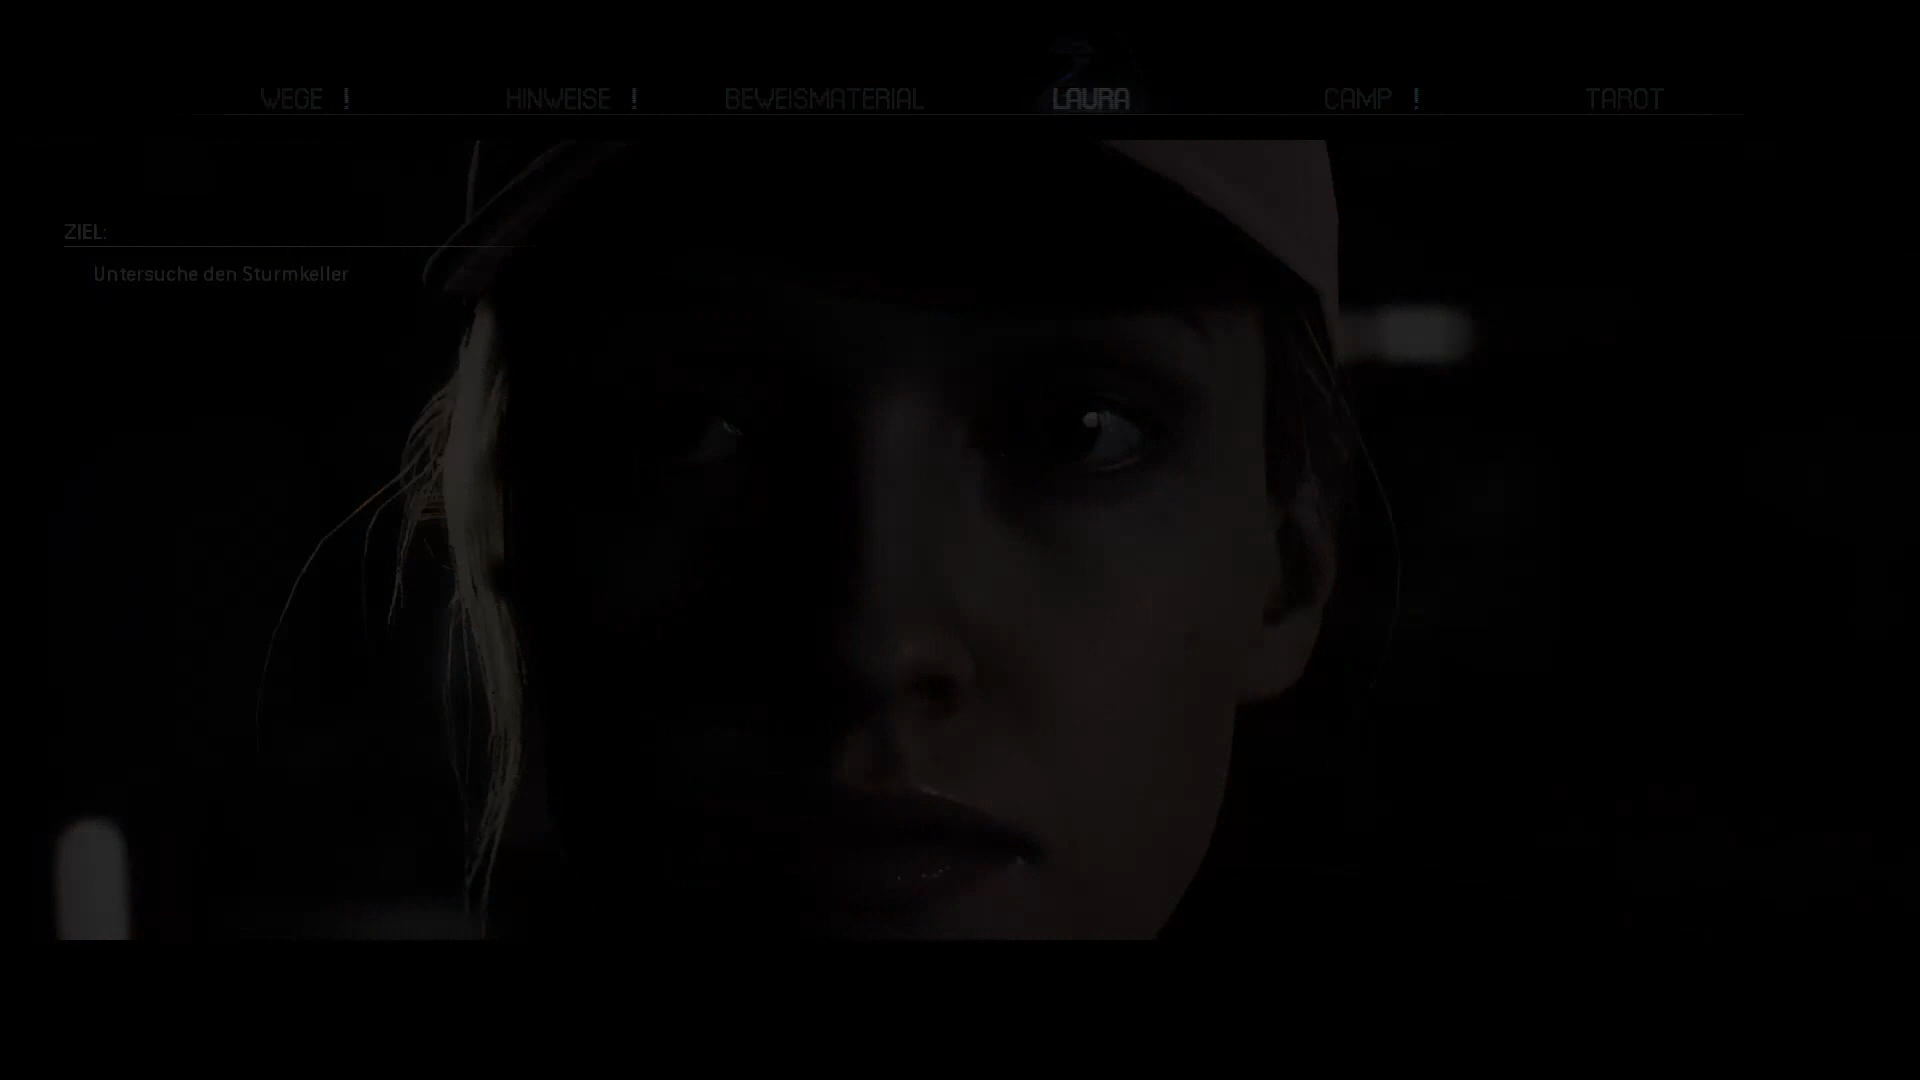 WEGE ! HINWEISE ! BEWEISMATERIAL LAURA CAMP ! TAROT
ZIEL:
Untersuche den Sturmkeller